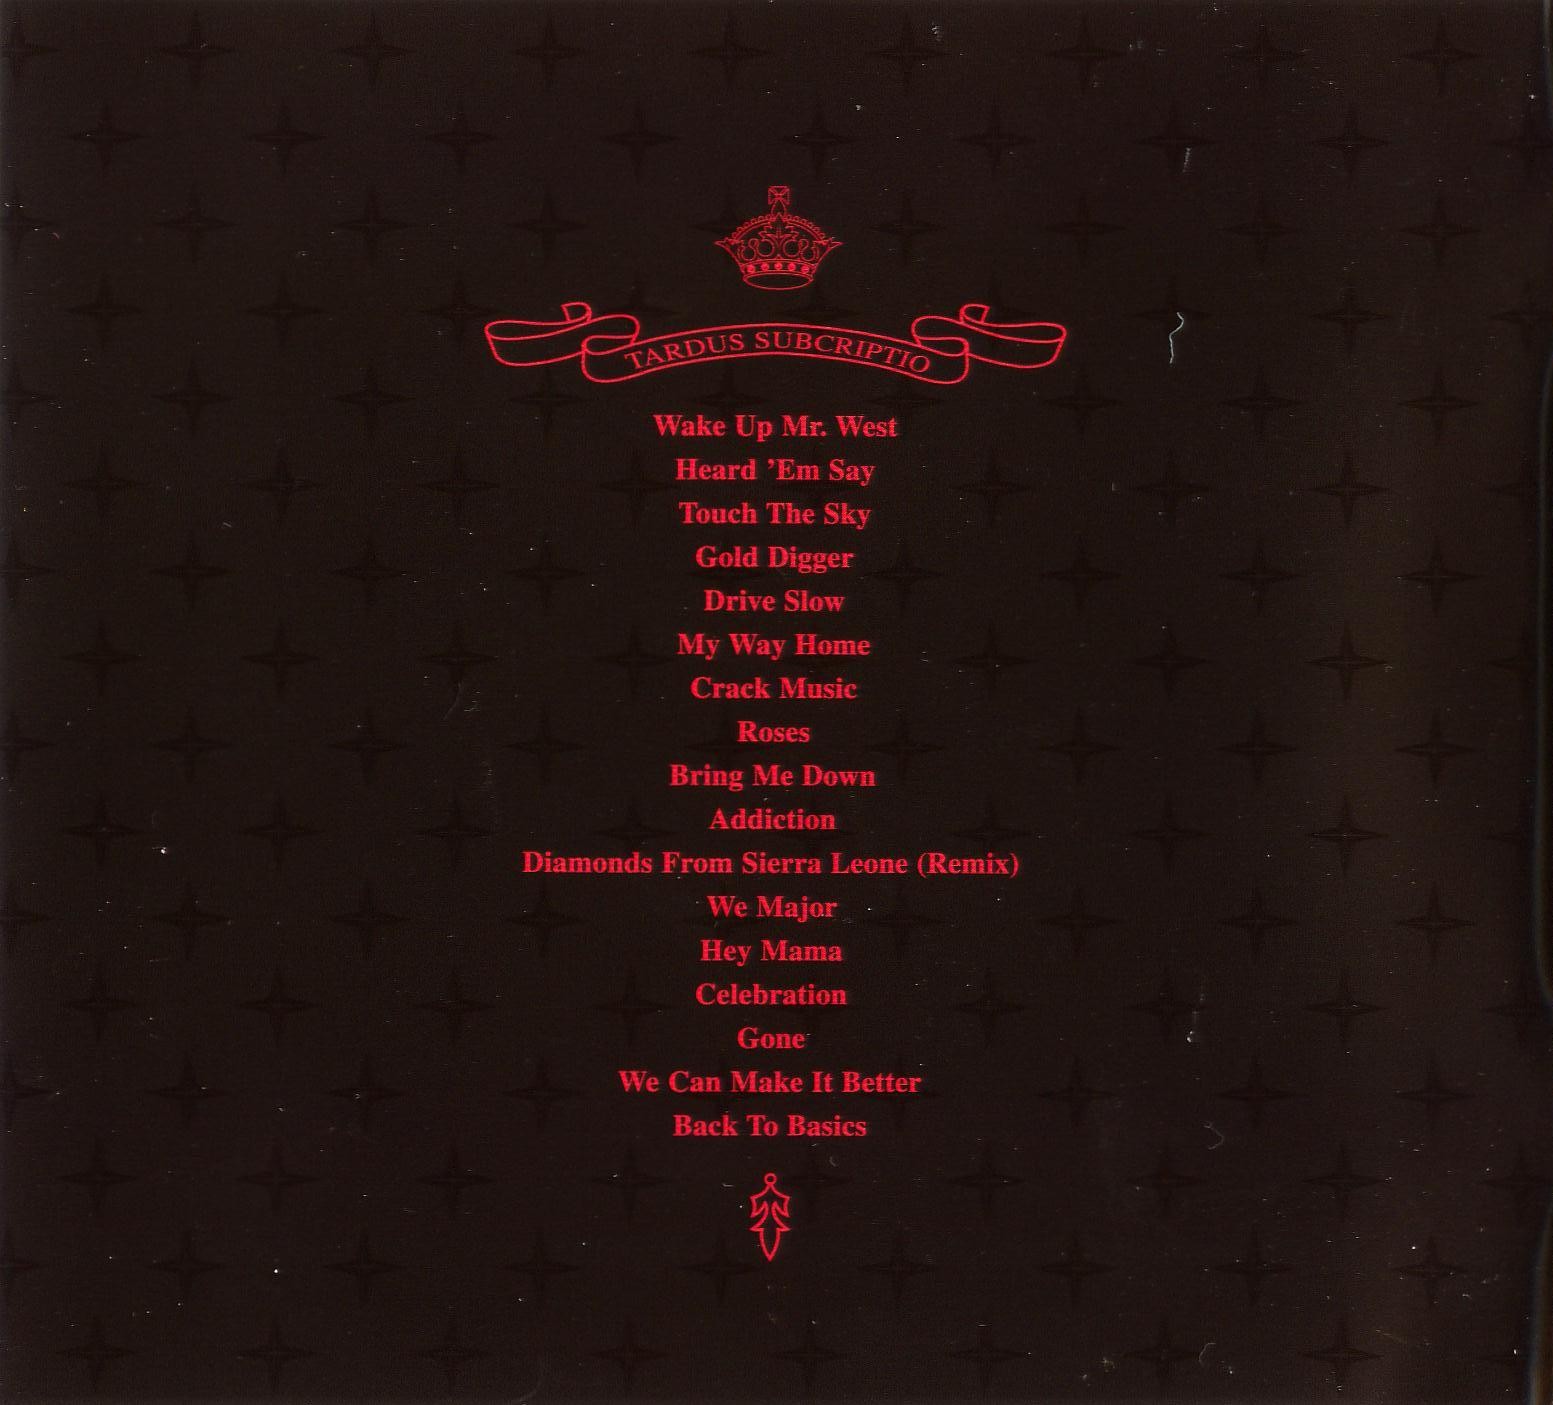 TARDUS SUBCRIPTIO
Wake Up Mr. West
Heard ’Em Say
Touch The Sky
Gold Digger
Drive Slow
My Way Home
Crack Music
Roses
Bring Me Down
Addiction
Diamonds From Sierra Leone (Remix)
We Major
Hey Mama
Celebration
Gone
We Can Make It Better
Back To Basics